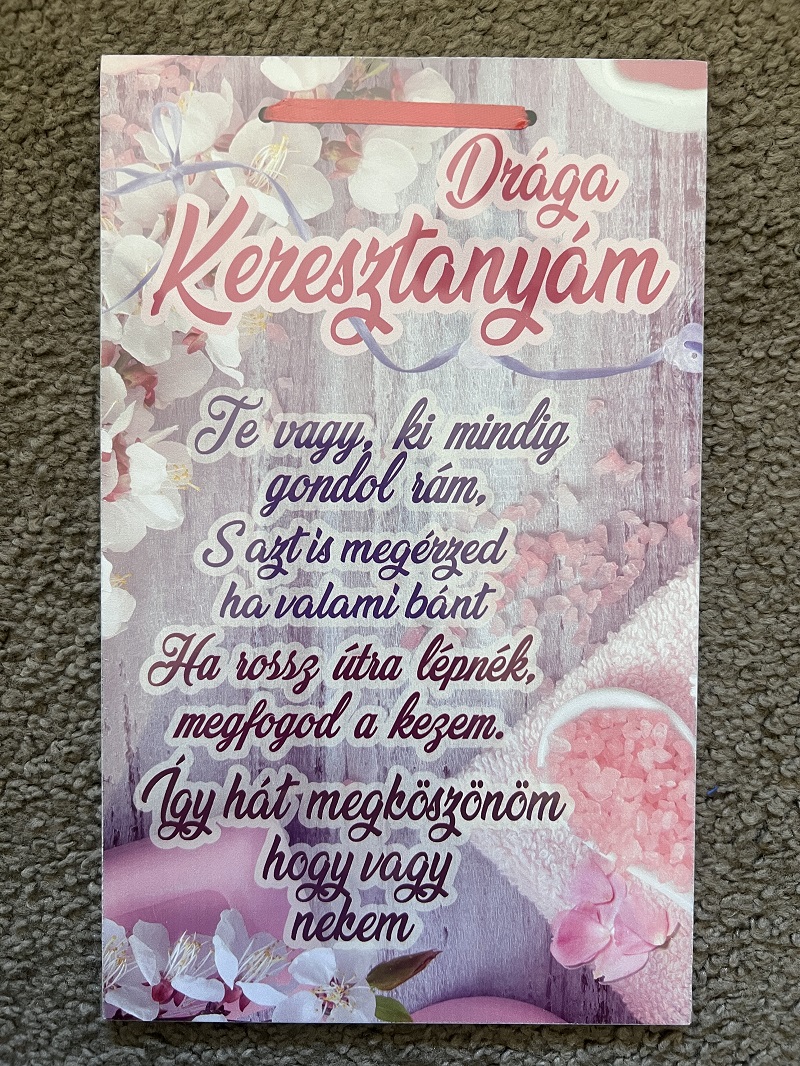 Drága
Keresztanyám
Te vagy, ki mindig
gondol rám,
S azt is megérzed
ha valami bánt
Ha rossz útra lépnék,
megfogod a kezem.
Így hát megköszönöm
hogy vagy
nekem